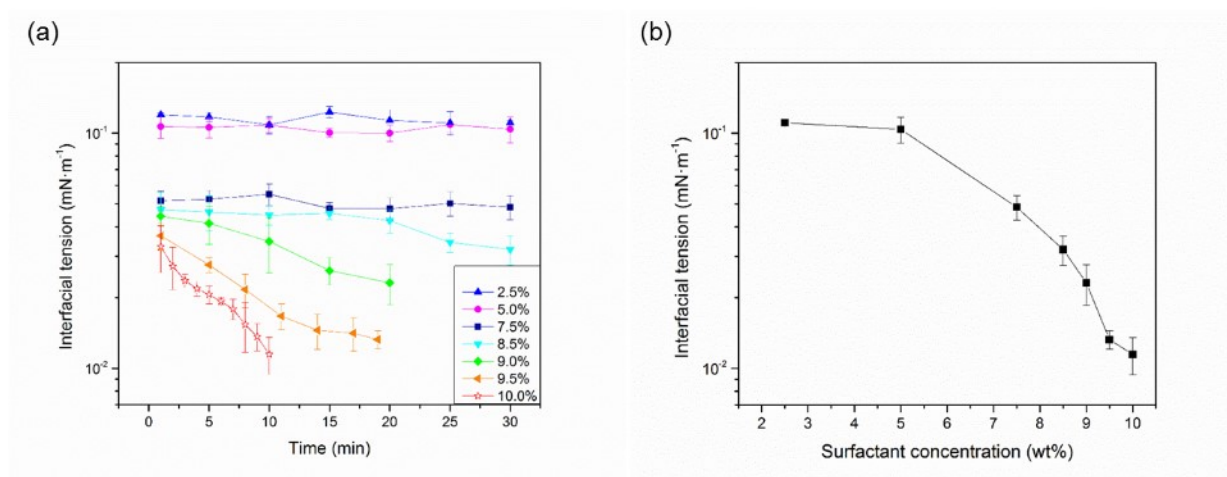 (a)
Interfacial tension (mN·m⁻¹)
10⁻¹
10⁻²
2.5%
5.0%
7.5%
8.5%
9.0%
9.5%
10.0%
0 5 10 15 20 25 30
Time (min)
(b)
Interfacial tension (mN·m⁻¹)
10⁻¹
10⁻²
2 3 4 5 6 7 8 9 10
Surfactant concentration (wt%)